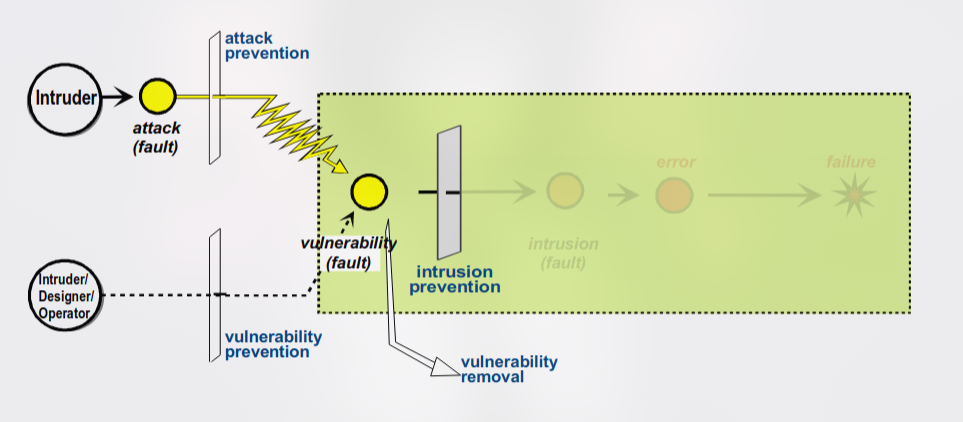 attack
prevention
Intruder
attack
(fault)
error
failure
vulnerability
(fault)
intrusion
(fault)
intrusion
prevention
Intruder/
Designer/
Operator
vulnerability
prevention
vulnerability
removal